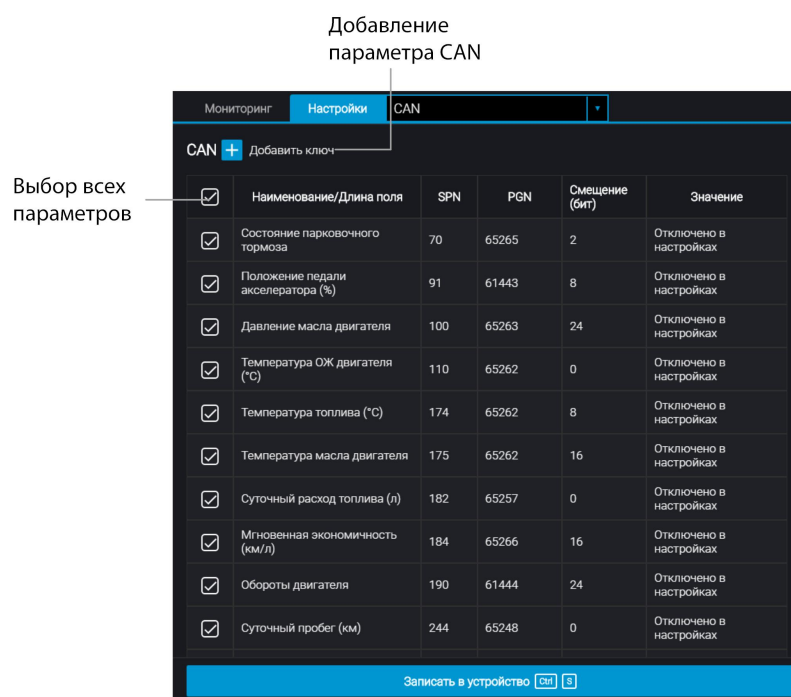 Добавление
параметра CAN
Мониторинг Настройки CAN
CAN + Добавить ключ
Выбор всех
параметров
Наименование/Длина поля SPN PGN Смещение (бит) Значение
Состояние парковочного тормоза 70 65265 2 Отключено в настройках
Положение педали акселератора (%) 91 61443 8 Отключено в настройках
Давление масла двигателя 100 65263 24 Отключено в настройках
Температура ОЖ двигателя (°C) 110 65262 0 Отключено в настройках
Температура топлива (°C) 174 65262 8 Отключено в настройках
Температура масла двигателя 175 65262 16 Отключено в настройках
Суточный расход топлива (л) 182 65257 0 Отключено в настройках
Мгновенная экономичность (км/л) 184 65266 16 Отключено в настройках
Обороты двигателя 190 61444 24 Отключено в настройках
Суточный пробег (км) 244 65248 0 Отключено в настройках
Записать в устройство Ctrl S